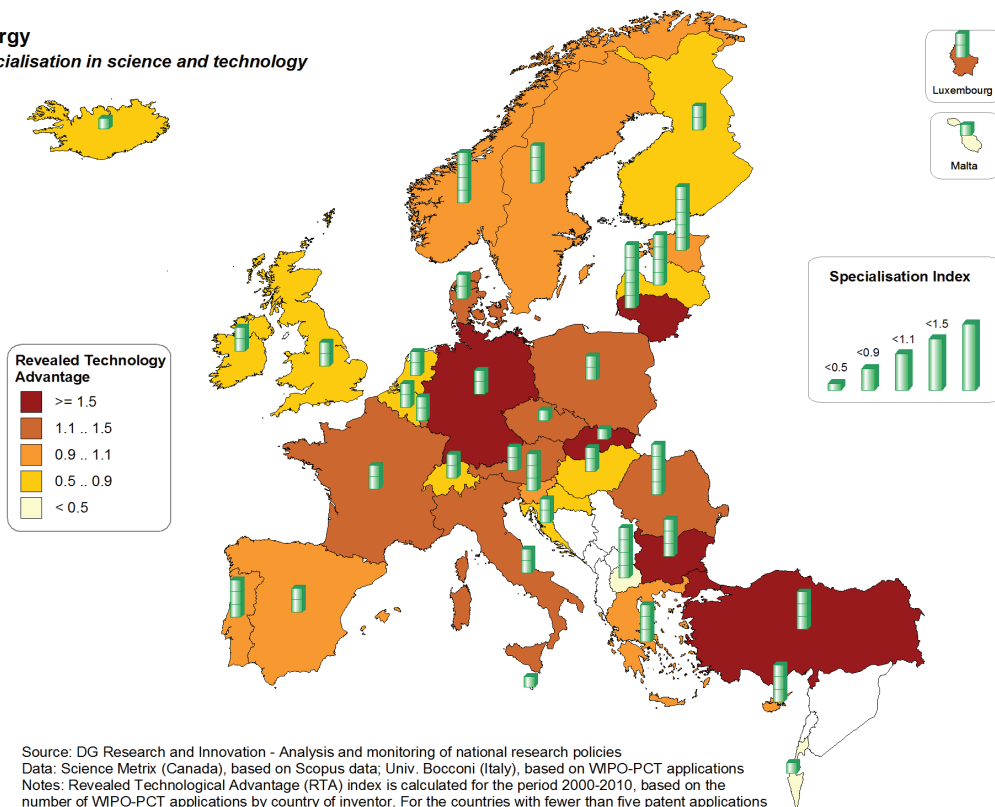 rgy
cialisation in science and technology
Luxembourg
Malta
Specialisation Index
<0.5
<0.9
<1.1
<1.5
Revealed Technology
Advantage
>= 1.5
1.1 .. 1.5
0.9 .. 1.1
0.5 .. 0.9
< 0.5
Source: DG Research and Innovation - Analysis and monitoring of national research policies
Data: Science Metrix (Canada), based on Scopus data; Univ. Bocconi (Italy), based on WIPO-PCT applications
Notes: Revealed Technological Advantage (RTA) index is calculated for the period 2000-2010, based on the
number of WIPO-PCT applications by country of inventor. For the countries with fewer than five patent applications